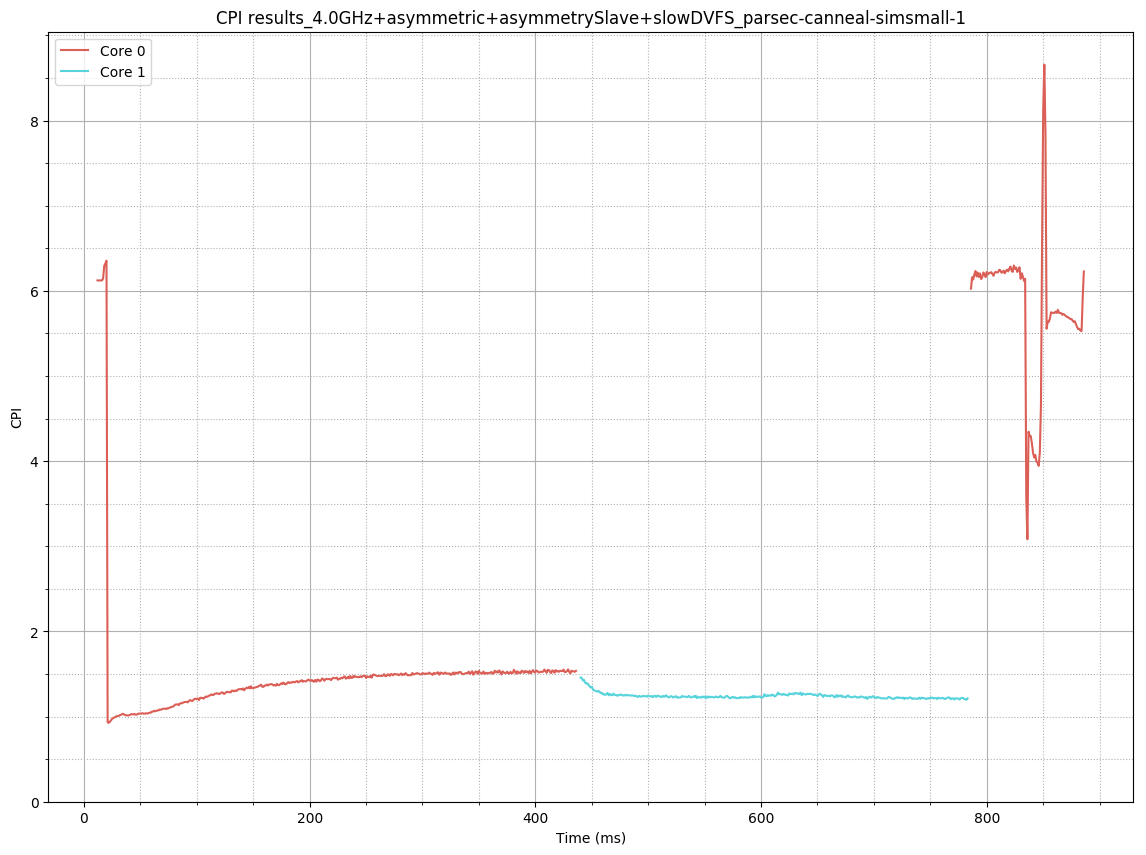 CPI results_4.0GHz+asymmetric+asymmetrySlave+slowDVFS_parsec-canneal-simsmall-1
Core 0
Core 1
8
6
4
2
0
CPI
0 200 400 600 800
Time (ms)